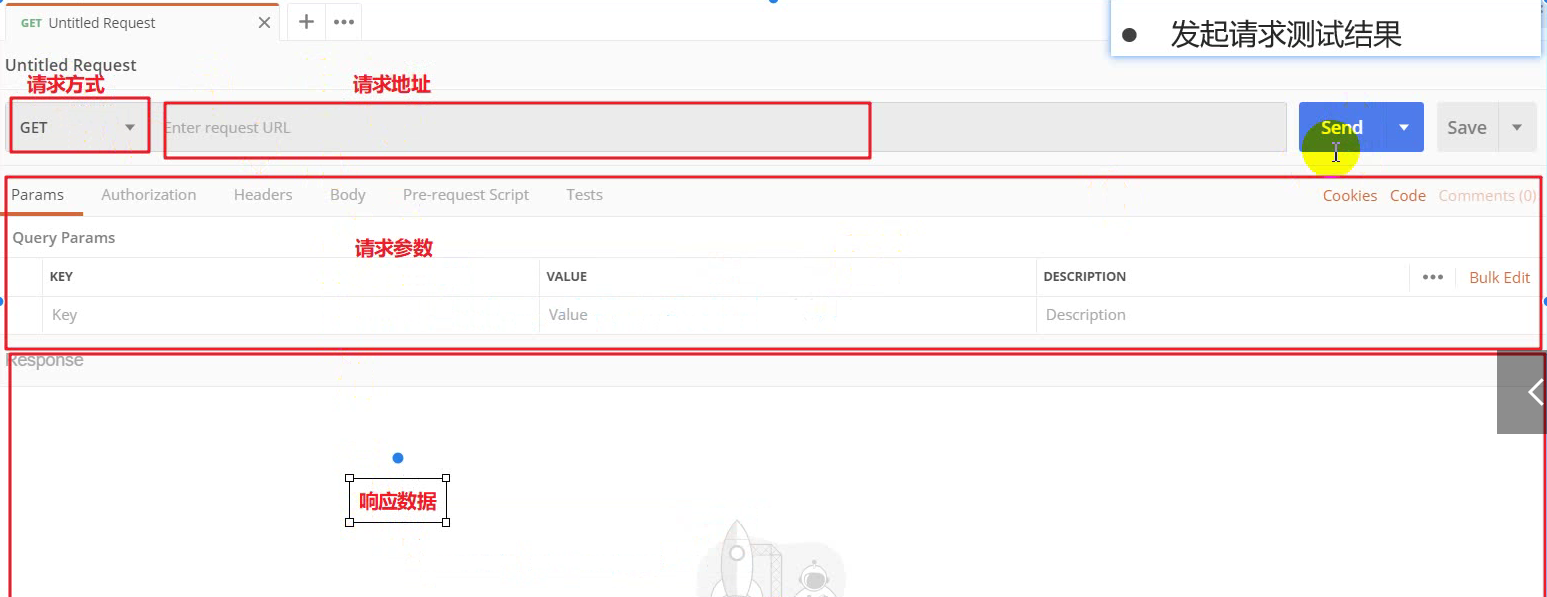 GET Untitled Request
发起请求测试结果
Untitled Request
请求方式 请求地址
GET Enter request URL Send Save
Params Authorization Headers Body Pre-request Script Tests Cookies Code Comments (0)
Query Params
请求参数
KEY VALUE DESCRIPTION Bulk Edit
Key Value Description
Response
响应数据